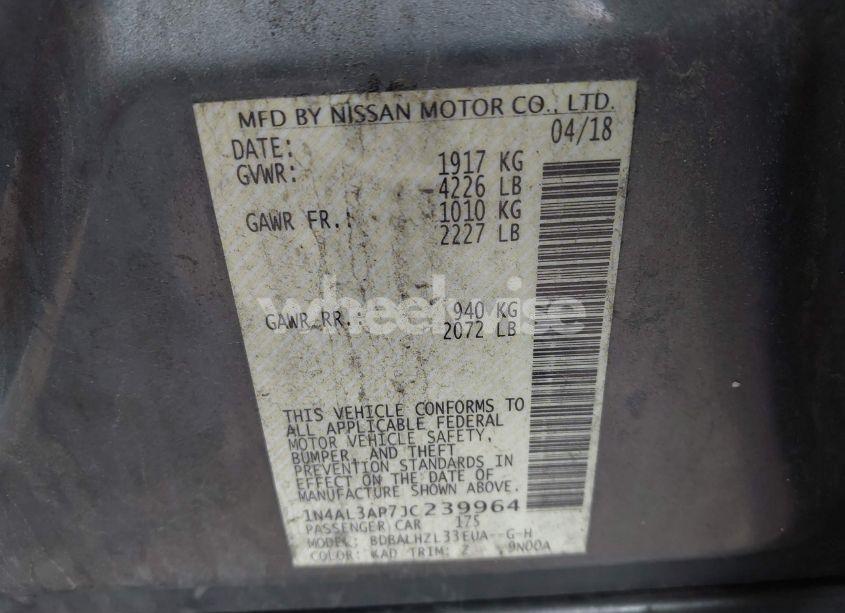 MFD BY NISSAN MOTOR CO., LTD.
DATE: 04/18
GVWR: 1917 KG
4226 LB
GAWR FR.: 1010 KG
2227 LB
wheelwise
GAWR RR.: 940 KG
2072 LB
THIS VEHICLE CONFORMS TO
ALL APPLICABLE FEDERAL
MOTOR VEHICLE SAFETY,
BUMPER, AND THEFT
PREVENTION STANDARDS IN
EFFECT ON THE DATE OF
MANUFACTURE SHOWN ABOVE.
1N4AL3AP7JC239964
PASSENGER CAR 175
MODEL: BDBALHZL33EUA--G-H
COLOR: KAD TRIM: Z 9N00A